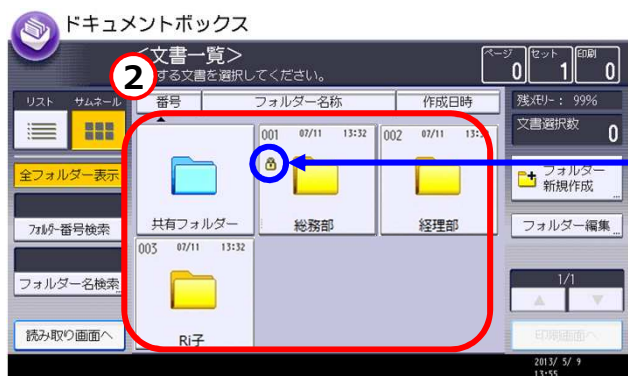 ドキュメントボックス
<文書一覧>
する文書を選択してください。
ページ セット 印刷
0 1 0
2
リスト サムネール
番号 フォルダー名称 作成日時
残メモリー: 99%
文書選択数 0
001 07/11 13:32
002 07/11
全フォルダー表示
フォルダー新規作成
フォルダー番号検索
共有フォルダー 総務部 経理部
フォルダー編集
003 07/11 13:32
フォルダー名検索
1/1
読み取り画面へ
Ri子
印刷画面へ
2013/ 5/ 9
13:55